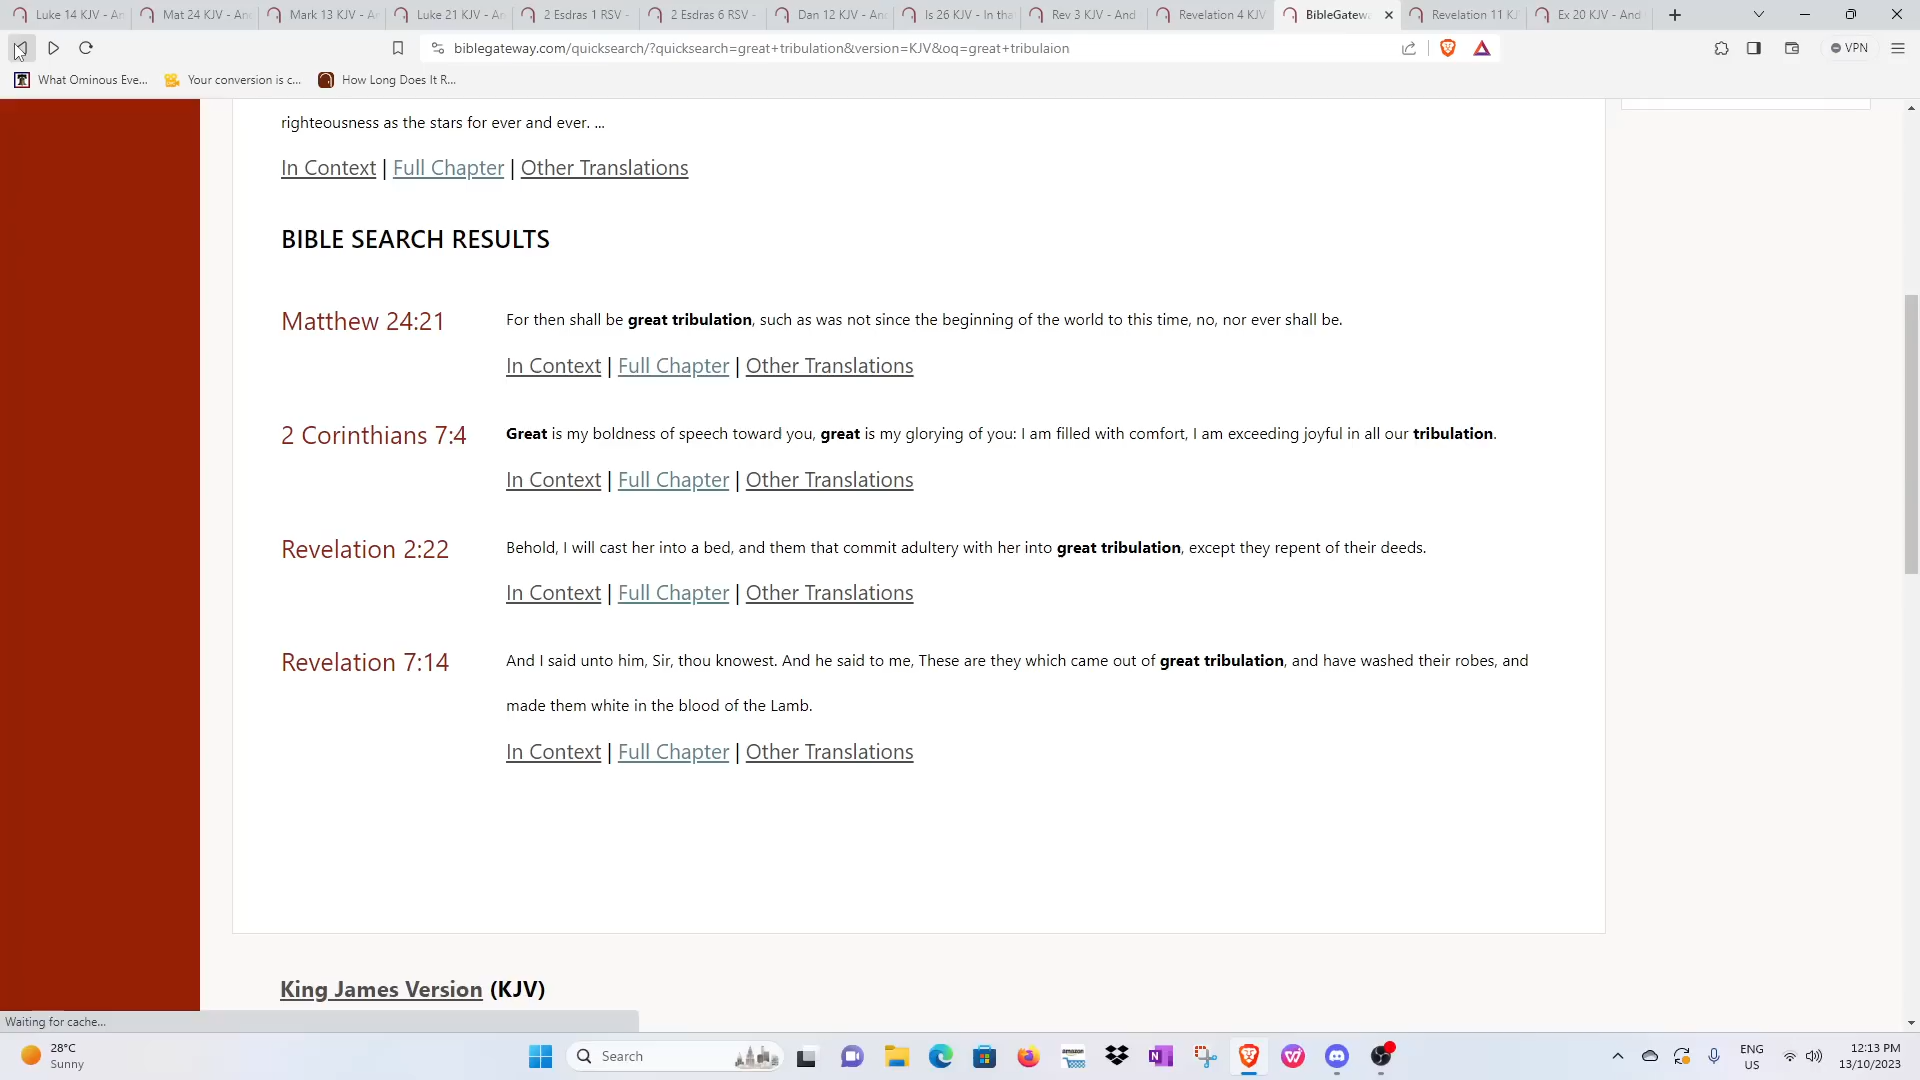 Luke 14 KJV - An
Mat 24 KJV - An
Mark 13 KJV - A
Luke 21 KJV - An
2 Esdras 1 RSV -
2 Esdras 6 RSV -
Dan 12 KJV - An
Is 26 KJV - In tha
Rev 3 KJV - And
Revelation 4 KJV
BibleGatew
Revelation 11 KJ
Ex 20 KJV - And
biblegateway.com/quicksearch/?quicksearch=great+tribulation&version=KJV&oq=great+tribulaion
VPN
What Ominous Eve...
Your conversion is c...
How Long Does It R...
righteousness as the stars for ever and ever. ...
In Context | Full Chapter | Other Translations
BIBLE SEARCH RESULTS
Matthew 24:21
For then shall be great tribulation, such as was not since the beginning of the world to this time, no, nor ever shall be.
In Context | Full Chapter | Other Translations
2 Corinthians 7:4
Great is my boldness of speech toward you, great is my glorying of you: I am filled with comfort, I am exceeding joyful in all our tribulation.
In Context | Full Chapter | Other Translations
Revelation 2:22
Behold, I will cast her into a bed, and them that commit adultery with her into great tribulation, except they repent of their deeds.
In Context | Full Chapter | Other Translations
Revelation 7:14
And I said unto him, Sir, thou knowest. And he said to me, These are they which came out of great tribulation, and have washed their robes, and
made them white in the blood of the Lamb.
In Context | Full Chapter | Other Translations
King James Version (KJV)
Waiting for cache...
28°C
Sunny
Search
amazon
ENG
US
12:13 PM
13/10/2023